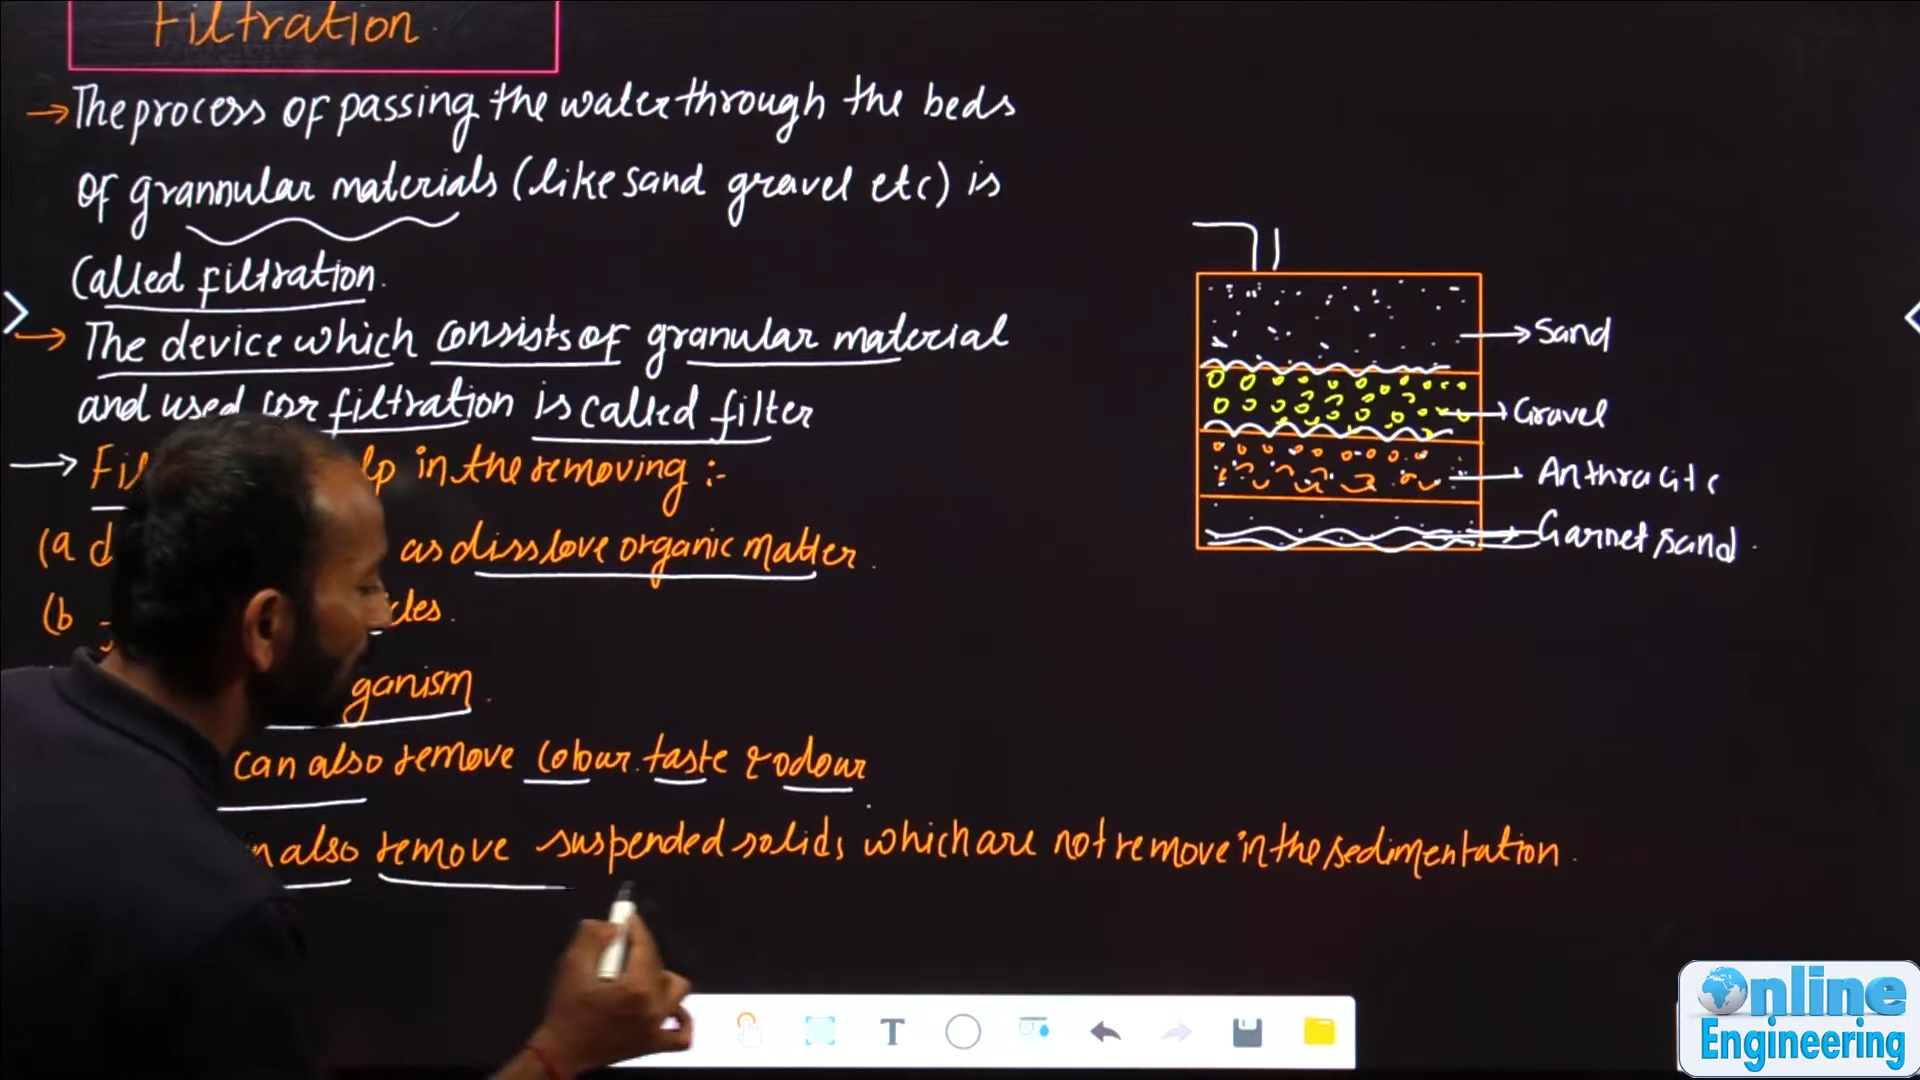 Filtration
→ The process of passing the water through the beds
of grannular materials (like sand gravel etc) is
Called filtration.
→ The device which consists of granular material
and used for filtration is called filter
→ in the removing :-
(a as disslove organic matter.
(b
can also remove colour taste & odour
also remove suspended solids which are not remove in the sedimentation.
→ Sand
→ Gravel
Anthracite
→ Garnet sand.
T
Online
Engineering